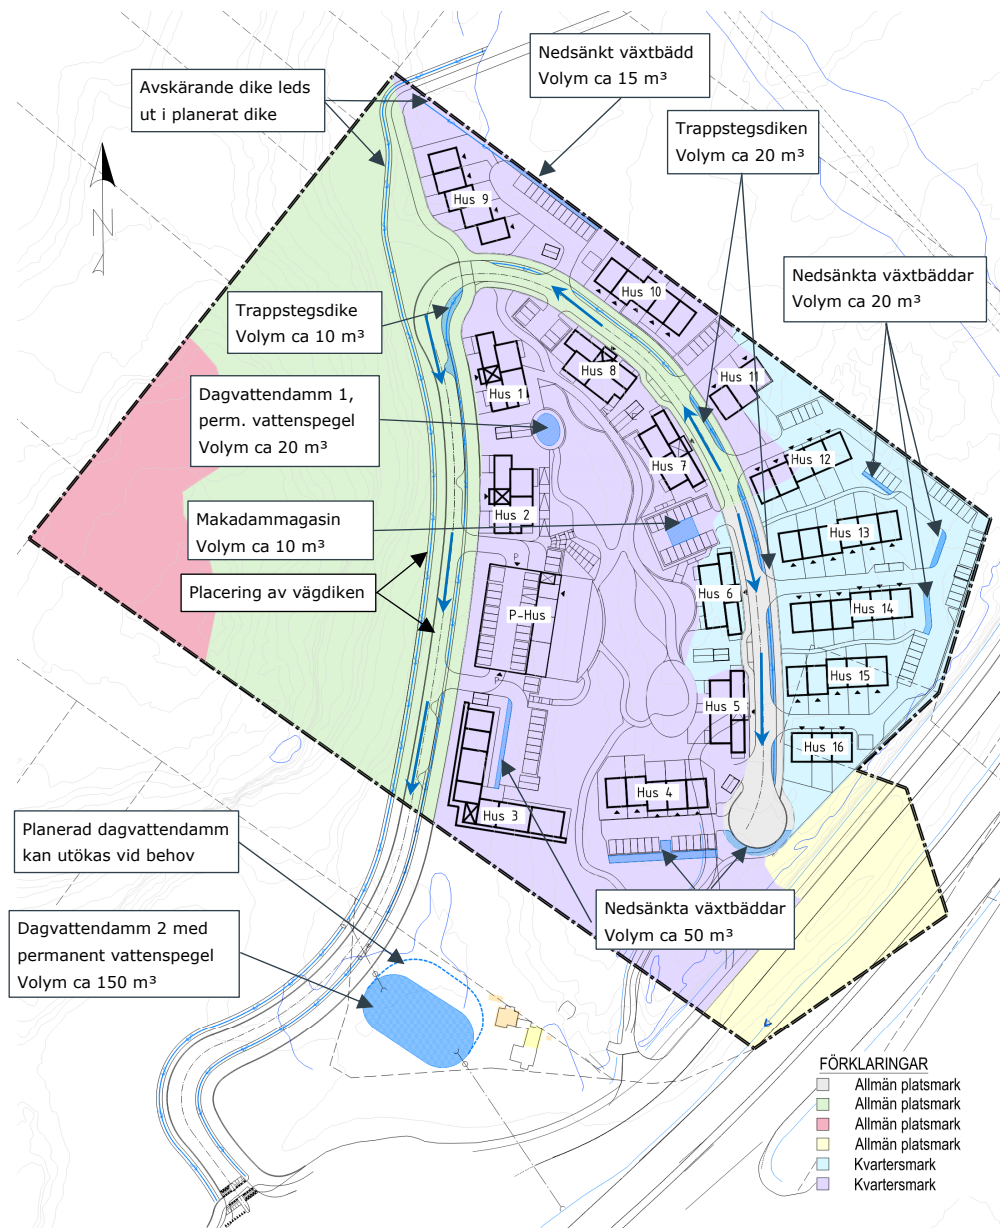 Nedsänkt växtbädd
Volym ca 15 m³
Avskärande dike leds
ut i planerat dike
Trappstegsdiken
Volym ca 20 m³
N
Hus 9
Nedsänkta växtbäddar
Volym ca 20 m³
Hus 10
Trappstegsdike
Volym ca 10 m³
Hus 8
Hus 11
Hus 1
Dagvattendamm 1,
perm. vattenspegel
Volym ca 20 m³
Hus 7
Hus 12
Hus 2
Makadammagasin
Volym ca 10 m³
Hus 13
P
Placering av vägdiken
Hus 6
P-Hus
Hus 14
Hus 15
P
Hus 5
Hus 16
Hus 4
Hus 3
Planerad dagvattendamm
kan utökas vid behov
Nedsänkta växtbäddar
Volym ca 50 m³
Dagvattendamm 2 med
permanent vattenspegel
Volym ca 150 m³
FÖRKLARINGAR
Allmän platsmark
Allmän platsmark
Allmän platsmark
Allmän platsmark
Kvartersmark
Kvartersmark